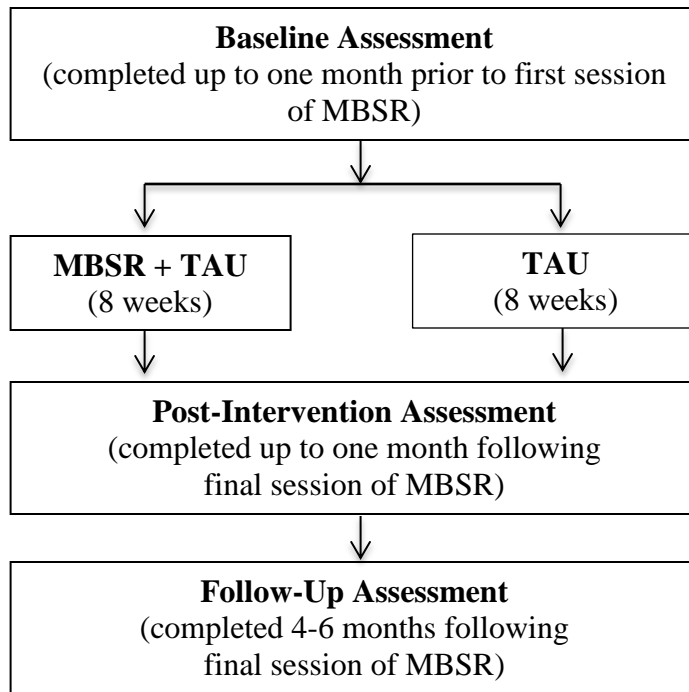 Baseline Assessment
(completed up to one month prior to first session
of MBSR)
MBSR + TAU
(8 weeks)
TAU
(8 weeks)
Post-Intervention Assessment
(completed up to one month following
final session of MBSR)
Follow-Up Assessment
(completed 4-6 months following
final session of MBSR)